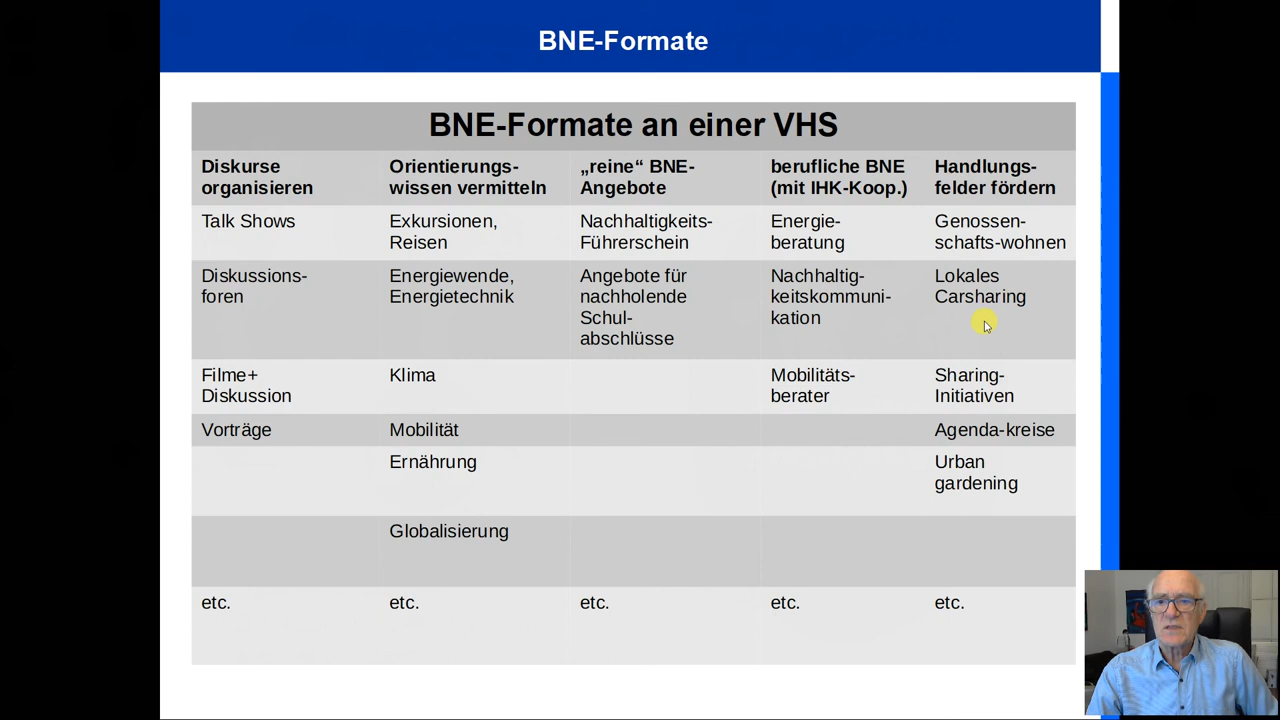 BNE-Formate
BNE-Formate an einer VHS
Diskurse
organisieren
Orientierungs-
wissen vermitteln
„reine“ BNE-
Angebote
berufliche BNE
(mit IHK-Koop.)
Handlungs-
felder fördern
Talk Shows
Exkursionen,
Reisen
Nachhaltigkeits-
Führerschein
Energie-
beratung
Genossen-
schafts-wohnen
Diskussions-
foren
Energiewende,
Energietechnik
Angebote für
nachholende
Schul-
abschlüsse
Nachhaltig-
keitskommuni-
kation
Lokales
Carsharing
Filme+
Diskussion
Klima
Mobilitäts-
berater
Sharing-
Initiativen
Vorträge
Mobilität
Agenda-kreise
Ernährung
Urban
gardening
Globalisierung
etc.
etc.
etc.
etc.
etc.